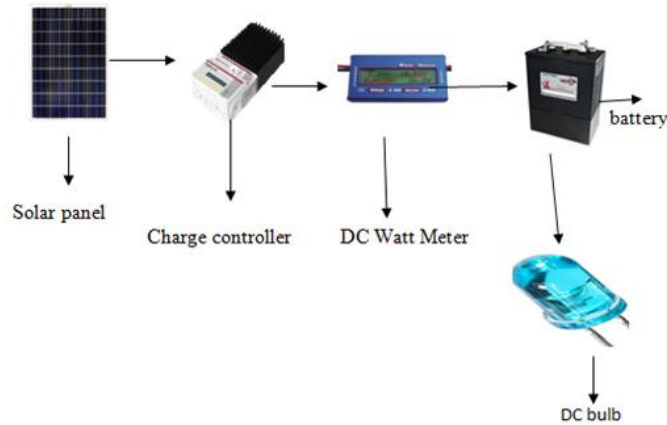 battery
Solar panel
Charge controller
DC Watt Meter
DC bulb